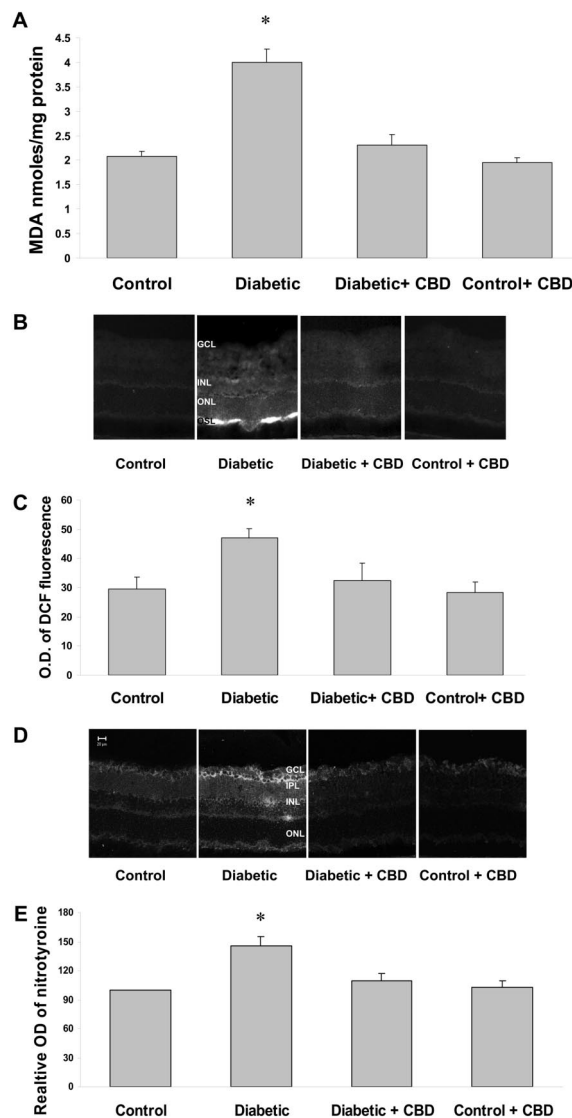 A
*
4.5
4
3.5
3
2.5
2
1.5
1
0.5
0
MDA nmoles/mg protein
Control Diabetic Diabetic+ CBD Control+ CBD
B
GCL
INL
ONL
OSL
Control Diabetic Diabetic + CBD Control + CBD
C
*
60
50
40
30
20
10
0
O.D. of DCF fluorescence
Control Diabetic Diabetic+ CBD Control+ CBD
D
20 µm
GCL
IPL
INL
ONL
Control Diabetic Diabetic + CBD Control + CBD
E
*
180
150
120
90
60
30
0
Realtive OD of nitrotyroine
Control Diabetic Diabetic + CBD Control + CBD